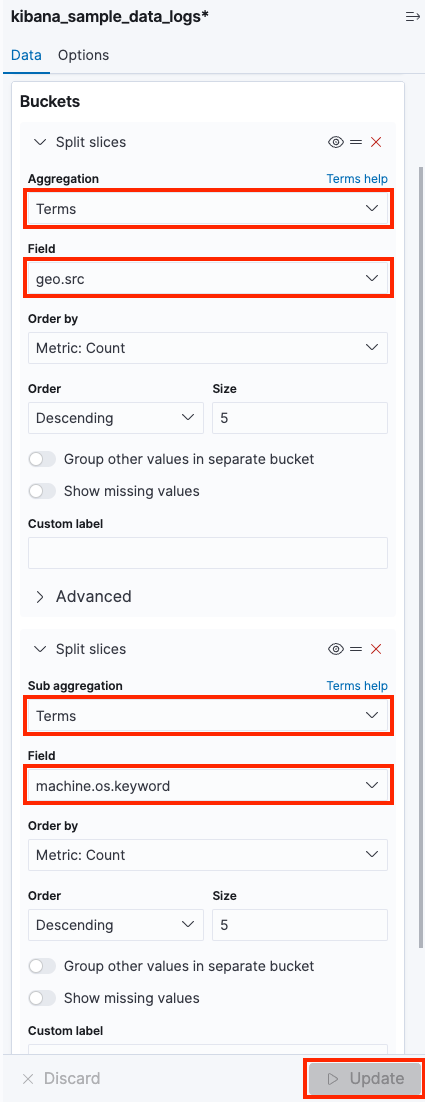 kibana_sample_data_logs*
Data Options
Buckets
Split slices
Aggregation Terms help
Terms
Field
geo.src
Order by
Metric: Count
Order Size
Descending 5
Group other values in separate bucket
Show missing values
Custom label
Advanced
Split slices
Sub aggregation Terms help
Terms
Field
machine.os.keyword
Order by
Metric: Count
Order Size
Descending 5
Group other values in separate bucket
Show missing values
Custom label
Discard Update